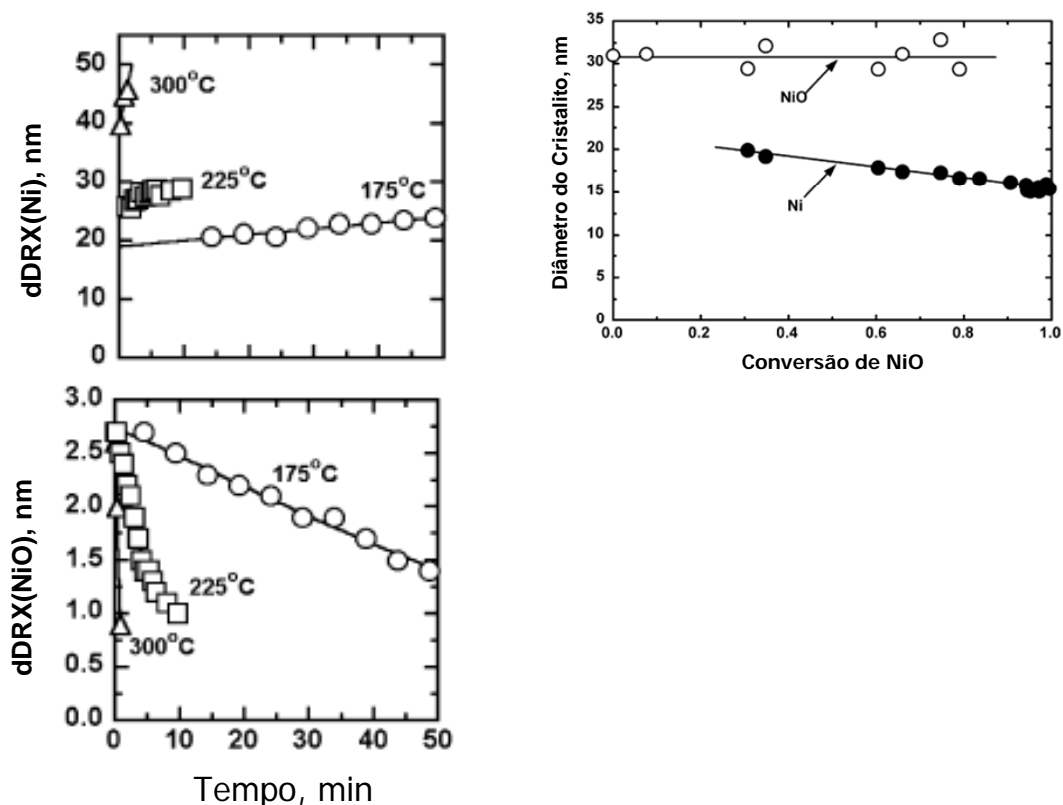 dDRX(Ni), nm
50
40
30
20
10
0
300°C
225°C
175°C
dDRX(NiO), nm
3.0
2.5
2.0
1.5
1.0
0.5
0.0
175°C
225°C
300°C
0 10 20 30 40 50
Tempo, min
Diâmetro do Cristalito, nm
35
30
25
20
15
10
5
0
NiO
Ni
0.0 0.2 0.4 0.6 0.8 1.0
Conversão de NiO